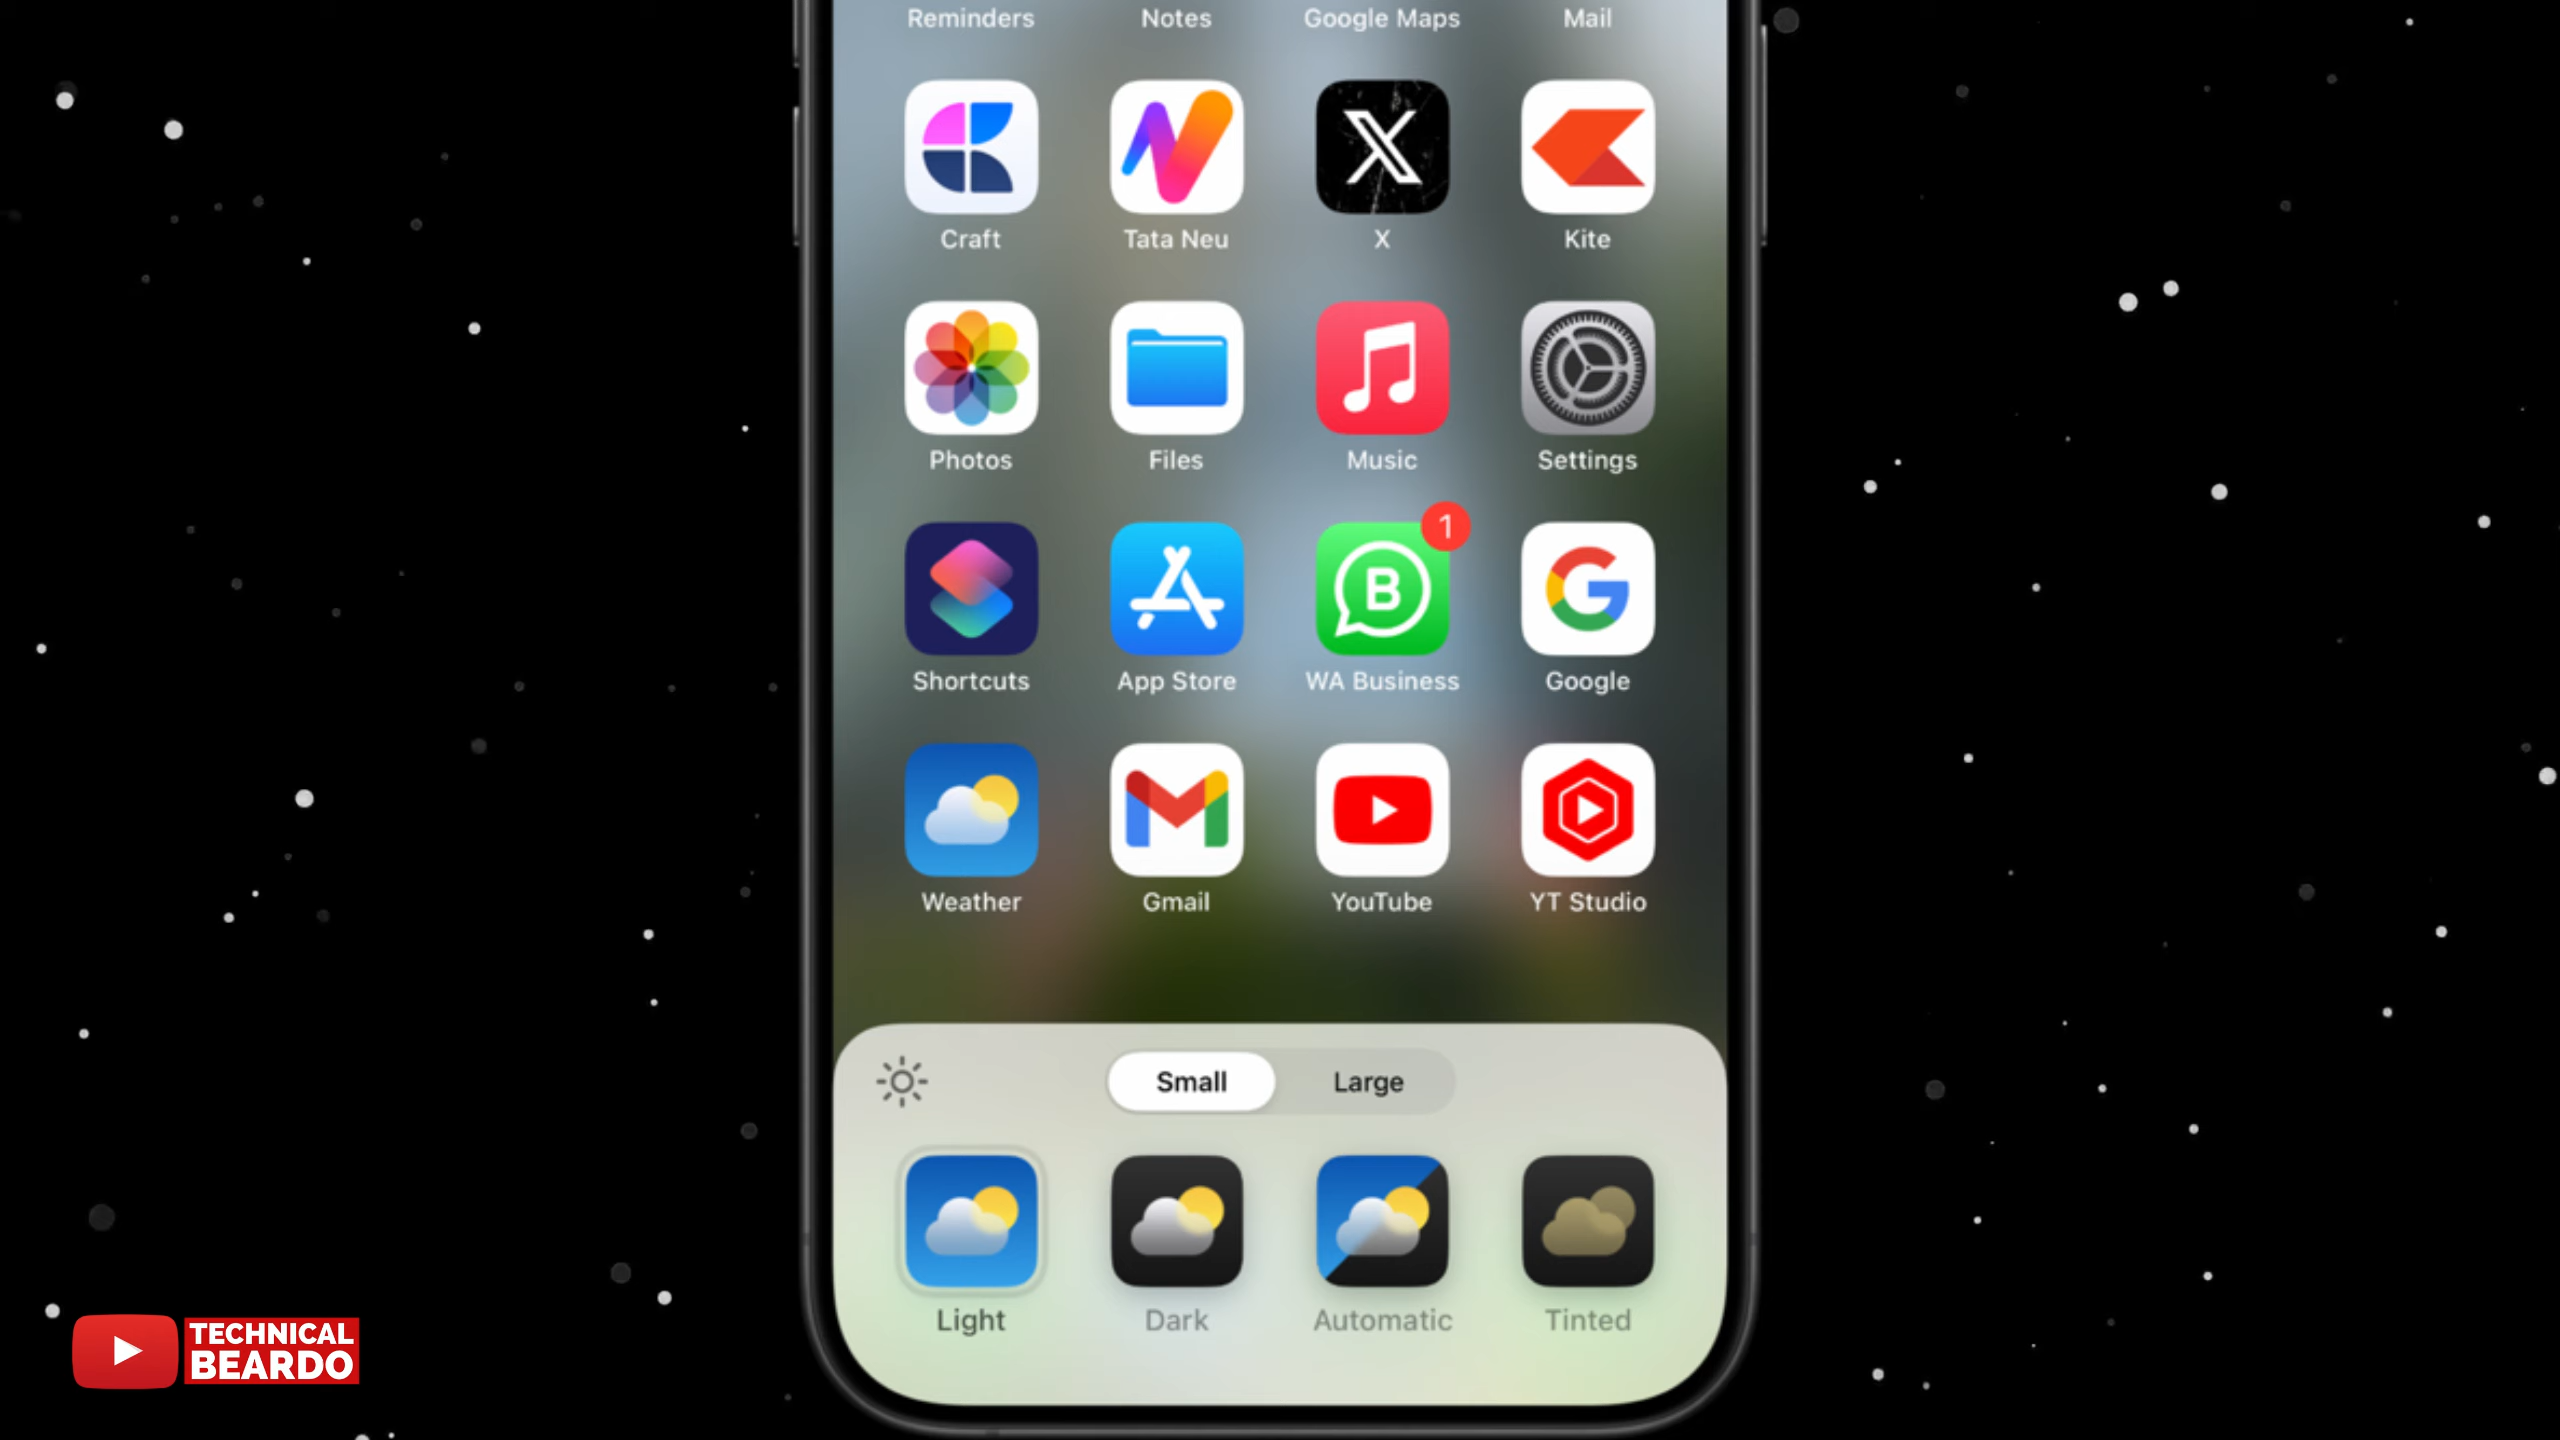 Reminders Notes Google Maps Mail
Craft Tata Neu X Kite
Photos Files Music Settings
1
B
Shortcuts App Store WA Business Google
Weather Gmail YouTube YT Studio
Small Large
Light Dark Automatic Tinted
TECHNICAL
BEARDO